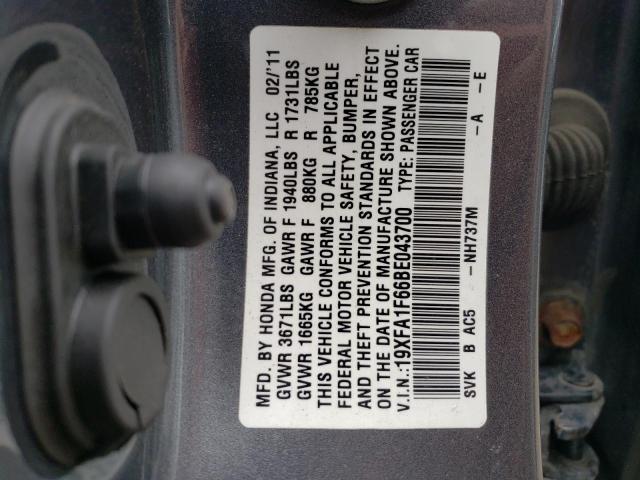 MFD. BY HONDA MFG. OF INDIANA, LLC 02/'11
GVWR 3671LBS GAWR F 1940LBS R 1731LBS
GVWR 1665KG GAWR F 880KG R 785KG
THIS VEHICLE CONFORMS TO ALL APPLICABLE
FEDERAL MOTOR VEHICLE SAFETY, BUMPER,
AND THEFT PREVENTION STANDARDS IN EFFECT
ON THE DATE OF MANUFACTURE SHOWN ABOVE.
V.I.N.:19XFA1F66BE043700 TYPE: PASSENGER CAR
SVK B AC5 -NH737M -A -E